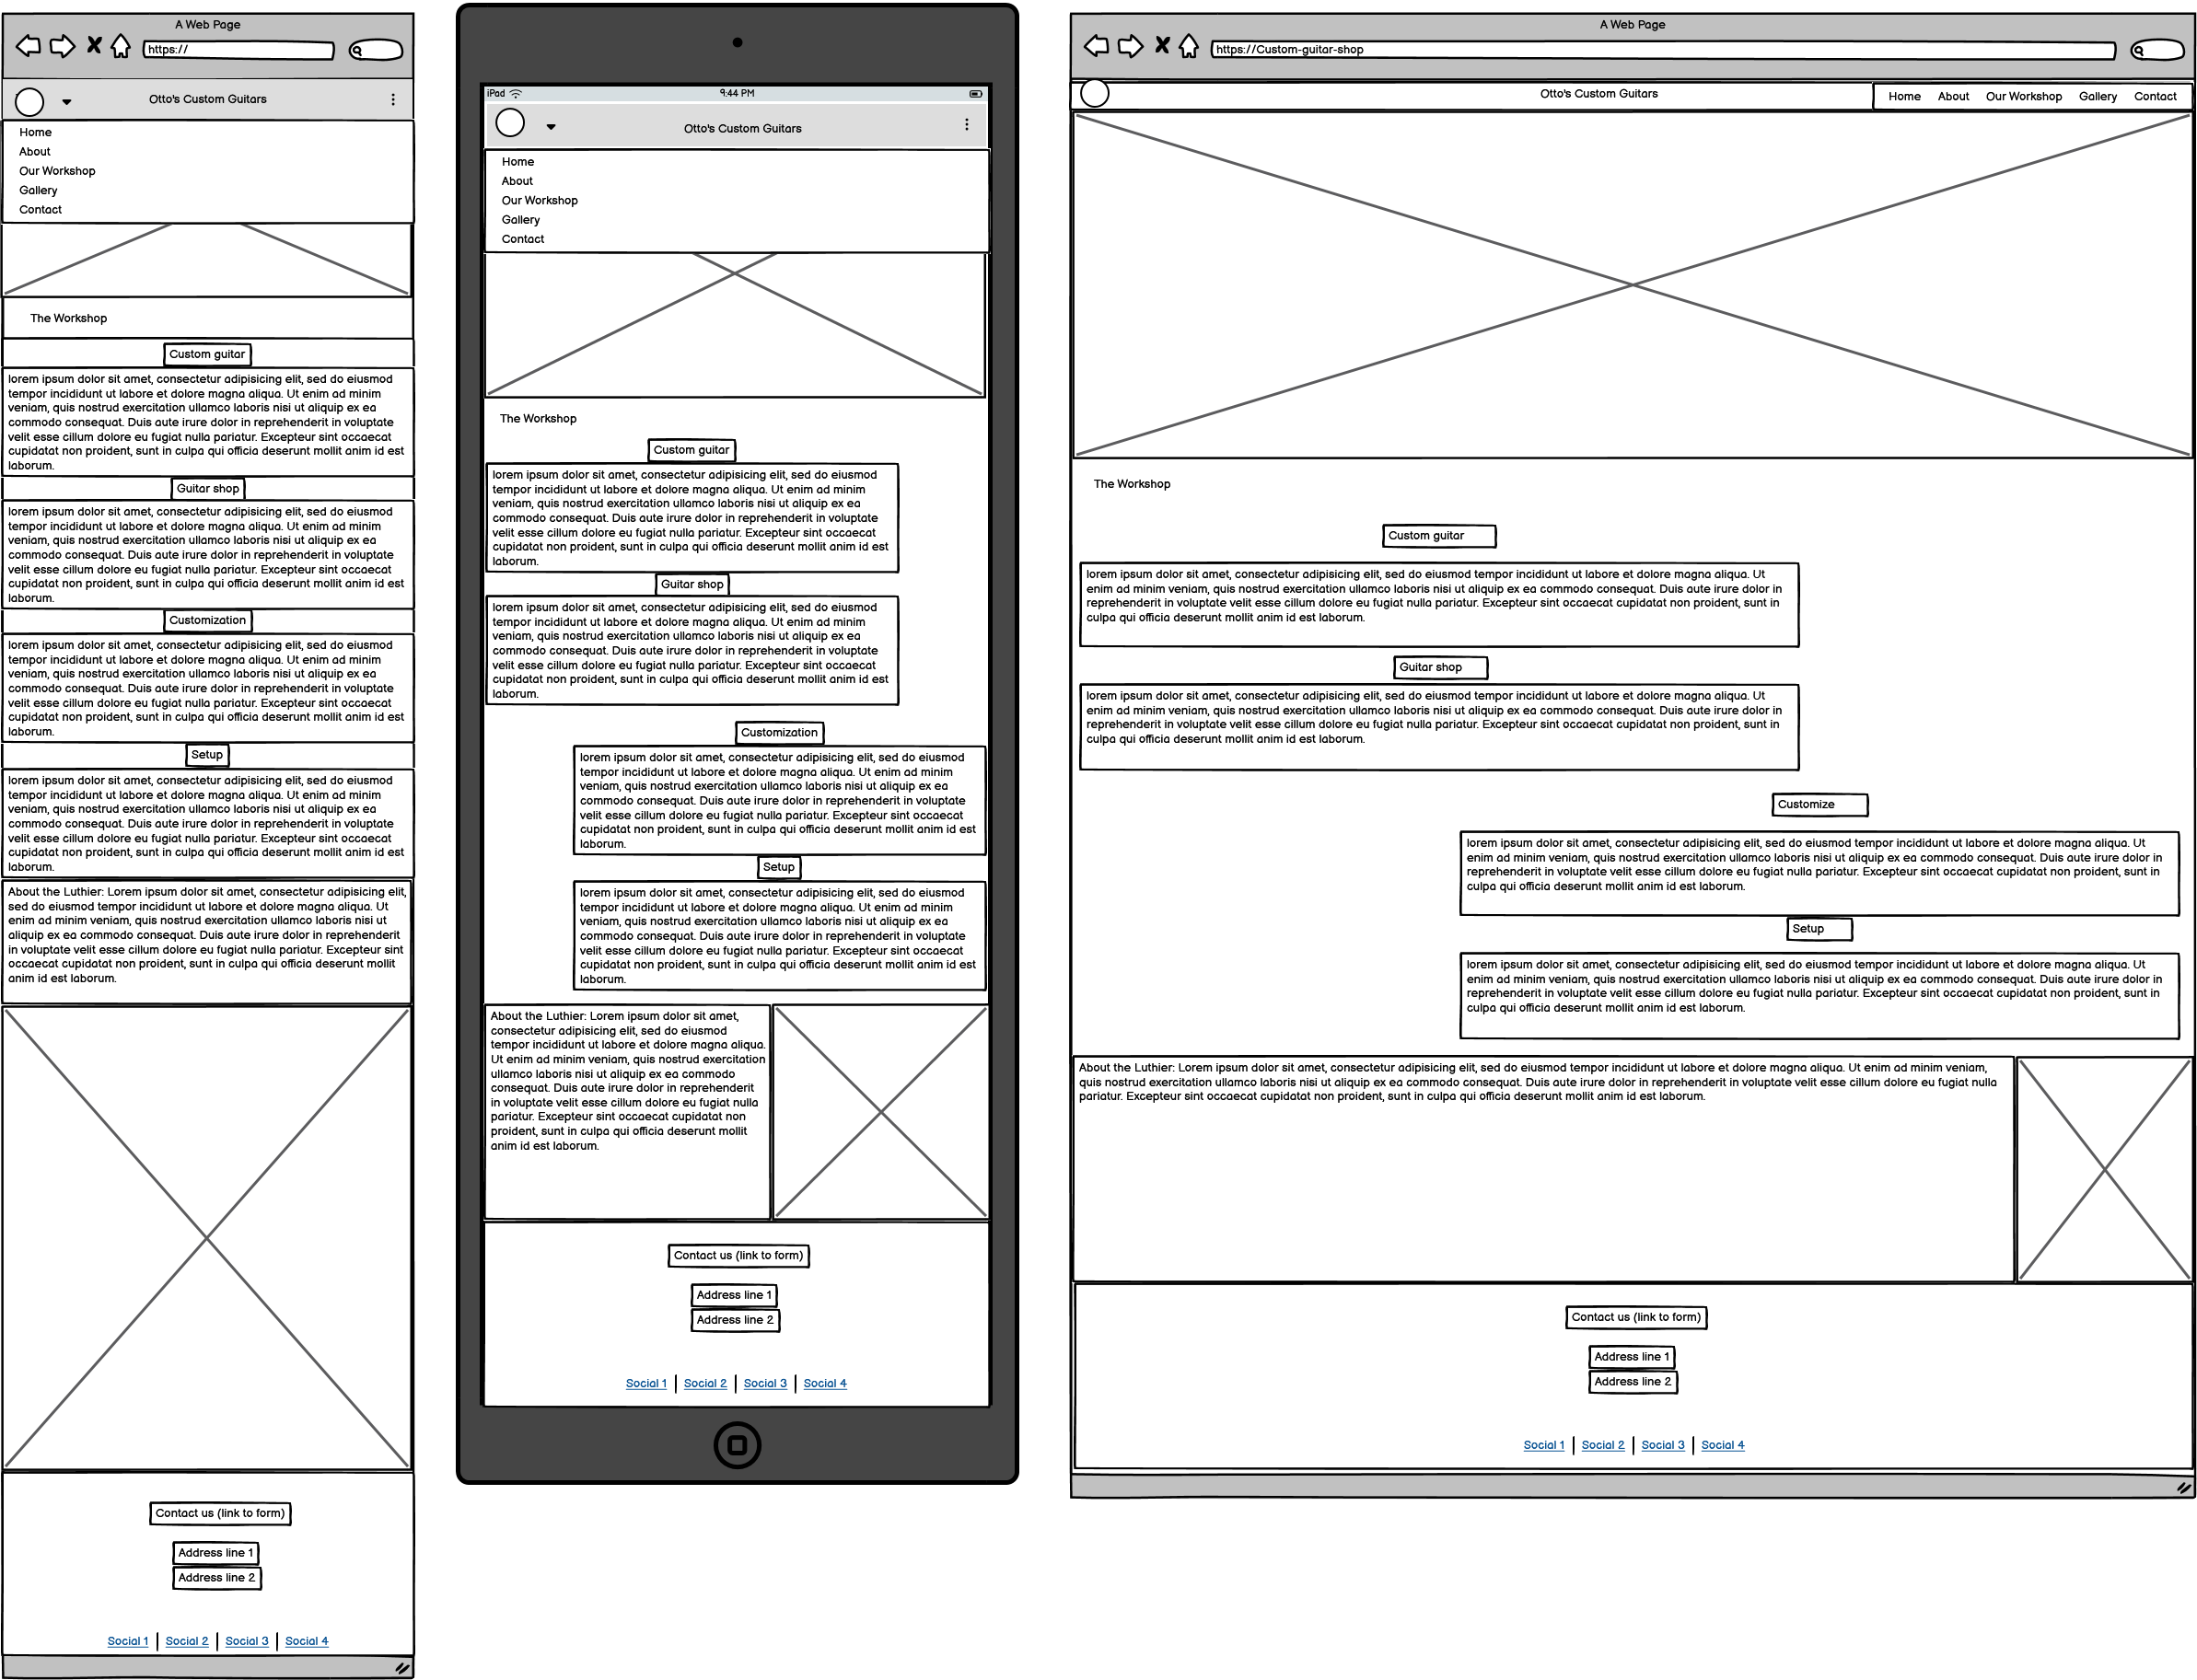 A Web Page
https://
Otto's Custom Guitars
Home
About
Our Workshop
Gallery
Contact
The Workshop
Custom guitar
lorem ipsum dolor sit amet, consectetur adipisicing elit, sed do eiusmod
tempor incididunt ut labore et dolore magna aliqua. Ut enim ad minim
veniam, quis nostrud exercitation ullamco laboris nisi ut aliquip ex ea
commodo consequat. Duis aute irure dolor in reprehenderit in voluptate
velit esse cillum dolore eu fugiat nulla pariatur. Excepteur sint occaecat
cupidatat non proident, sunt in culpa qui officia deserunt mollit anim id est
laborum.
Guitar shop
lorem ipsum dolor sit amet, consectetur adipisicing elit, sed do eiusmod
tempor incididunt ut labore et dolore magna aliqua. Ut enim ad minim
veniam, quis nostrud exercitation ullamco laboris nisi ut aliquip ex ea
commodo consequat. Duis aute irure dolor in reprehenderit in voluptate
velit esse cillum dolore eu fugiat nulla pariatur. Excepteur sint occaecat
cupidatat non proident, sunt in culpa qui officia deserunt mollit anim id est
laborum.
Customization
lorem ipsum dolor sit amet, consectetur adipisicing elit, sed do eiusmod
tempor incididunt ut labore et dolore magna aliqua. Ut enim ad minim
veniam, quis nostrud exercitation ullamco laboris nisi ut aliquip ex ea
commodo consequat. Duis aute irure dolor in reprehenderit in voluptate
velit esse cillum dolore eu fugiat nulla pariatur. Excepteur sint occaecat
cupidatat non proident, sunt in culpa qui officia deserunt mollit anim id est
laborum.
Setup
lorem ipsum dolor sit amet, consectetur adipisicing elit, sed do eiusmod
tempor incididunt ut labore et dolore magna aliqua. Ut enim ad minim
veniam, quis nostrud exercitation ullamco laboris nisi ut aliquip ex ea
commodo consequat. Duis aute irure dolor in reprehenderit in voluptate
velit esse cillum dolore eu fugiat nulla pariatur. Excepteur sint occaecat
cupidatat non proident, sunt in culpa qui officia deserunt mollit anim id est
laborum.
About the Luthier: Lorem ipsum dolor sit amet, consectetur adipisicing elit,
sed do eiusmod tempor incididunt ut labore et dolore magna aliqua. Ut
enim ad minim veniam, quis nostrud exercitation ullamco laboris nisi ut
aliquip ex ea commodo consequat. Duis aute irure dolor in reprehenderit
in voluptate velit esse cillum dolore eu fugiat nulla pariatur. Excepteur sint
occaecat cupidatat non proident, sunt in culpa qui officia deserunt mollit
anim id est laborum.
Contact us (link to form)
Address line 1
Address line 2
Social 1 | Social 2 | Social 3 | Social 4
iPad 9:44 PM
Otto's Custom Guitars
Home
About
Our Workshop
Gallery
Contact
The Workshop
Custom guitar
lorem ipsum dolor sit amet, consectetur adipisicing elit, sed do eiusmod
tempor incididunt ut labore et dolore magna aliqua. Ut enim ad minim
veniam, quis nostrud exercitation ullamco laboris nisi ut aliquip ex ea
commodo consequat. Duis aute irure dolor in reprehenderit in voluptate
velit esse cillum dolore eu fugiat nulla pariatur. Excepteur sint occaecat
cupidatat non proident, sunt in culpa qui officia deserunt mollit anim id est
laborum.
Guitar shop
lorem ipsum dolor sit amet, consectetur adipisicing elit, sed do eiusmod
tempor incididunt ut labore et dolore magna aliqua. Ut enim ad minim
veniam, quis nostrud exercitation ullamco laboris nisi ut aliquip ex ea
commodo consequat. Duis aute irure dolor in reprehenderit in voluptate
velit esse cillum dolore eu fugiat nulla pariatur. Excepteur sint occaecat
cupidatat non proident, sunt in culpa qui officia deserunt mollit anim id est
laborum.
Customization
lorem ipsum dolor sit amet, consectetur adipisicing elit, sed do eiusmod
tempor incididunt ut labore et dolore magna aliqua. Ut enim ad minim
veniam, quis nostrud exercitation ullamco laboris nisi ut aliquip ex ea
commodo consequat. Duis aute irure dolor in reprehenderit in voluptate
velit esse cillum dolore eu fugiat nulla pariatur. Excepteur sint occaecat
cupidatat non proident, sunt in culpa qui officia deserunt mollit anim id est
laborum.
Setup
lorem ipsum dolor sit amet, consectetur adipisicing elit, sed do eiusmod
tempor incididunt ut labore et dolore magna aliqua. Ut enim ad minim
veniam, quis nostrud exercitation ullamco laboris nisi ut aliquip ex ea
commodo consequat. Duis aute irure dolor in reprehenderit in voluptate
velit esse cillum dolore eu fugiat nulla pariatur. Excepteur sint occaecat
cupidatat non proident, sunt in culpa qui officia deserunt mollit anim id est
laborum.
About the Luthier: Lorem ipsum dolor sit amet,
consectetur adipisicing elit, sed do eiusmod
tempor incididunt ut labore et dolore magna aliqua.
Ut enim ad minim veniam, quis nostrud exercitation
ullamco laboris nisi ut aliquip ex ea commodo
consequat. Duis aute irure dolor in reprehenderit
in voluptate velit esse cillum dolore eu fugiat nulla
pariatur. Excepteur sint occaecat cupidatat non
proident, sunt in culpa qui officia deserunt mollit
anim id est laborum.
Contact us (link to form)
Address line 1
Address line 2
Social 1 | Social 2 | Social 3 | Social 4
A Web Page
https://Custom-guitar-shop
Otto's Custom Guitars
Home About Our Workshop Gallery Contact
The Workshop
Custom guitar
lorem ipsum dolor sit amet, consectetur adipisicing elit, sed do eiusmod tempor incididunt ut labore et dolore magna aliqua. Ut
enim ad minim veniam, quis nostrud exercitation ullamco laboris nisi ut aliquip ex ea commodo consequat. Duis aute irure dolor in
reprehenderit in voluptate velit esse cillum dolore eu fugiat nulla pariatur. Excepteur sint occaecat cupidatat non proident, sunt in
culpa qui officia deserunt mollit anim id est laborum.
Guitar shop
lorem ipsum dolor sit amet, consectetur adipisicing elit, sed do eiusmod tempor incididunt ut labore et dolore magna aliqua. Ut
enim ad minim veniam, quis nostrud exercitation ullamco laboris nisi ut aliquip ex ea commodo consequat. Duis aute irure dolor in
reprehenderit in voluptate velit esse cillum dolore eu fugiat nulla pariatur. Excepteur sint occaecat cupidatat non proident, sunt in
culpa qui officia deserunt mollit anim id est laborum.
Customize
lorem ipsum dolor sit amet, consectetur adipisicing elit, sed do eiusmod tempor incididunt ut labore et dolore magna aliqua. Ut
enim ad minim veniam, quis nostrud exercitation ullamco laboris nisi ut aliquip ex ea commodo consequat. Duis aute irure dolor in
reprehenderit in voluptate velit esse cillum dolore eu fugiat nulla pariatur. Excepteur sint occaecat cupidatat non proident, sunt in
culpa qui officia deserunt mollit anim id est laborum.
Setup
lorem ipsum dolor sit amet, consectetur adipisicing elit, sed do eiusmod tempor incididunt ut labore et dolore magna aliqua. Ut
enim ad minim veniam, quis nostrud exercitation ullamco laboris nisi ut aliquip ex ea commodo consequat. Duis aute irure dolor in
reprehenderit in voluptate velit esse cillum dolore eu fugiat nulla pariatur. Excepteur sint occaecat cupidatat non proident, sunt in
culpa qui officia deserunt mollit anim id est laborum.
About the Luthier: Lorem ipsum dolor sit amet, consectetur adipisicing elit, sed do eiusmod tempor incididunt ut labore et dolore magna aliqua. Ut enim ad minim veniam,
quis nostrud exercitation ullamco laboris nisi ut aliquip ex ea commodo consequat. Duis aute irure dolor in reprehenderit in voluptate velit esse cillum dolore eu fugiat nulla
pariatur. Excepteur sint occaecat cupidatat non proident, sunt in culpa qui officia deserunt mollit anim id est laborum.
Contact us (link to form)
Address line 1
Address line 2
Social 1 | Social 2 | Social 3 | Social 4